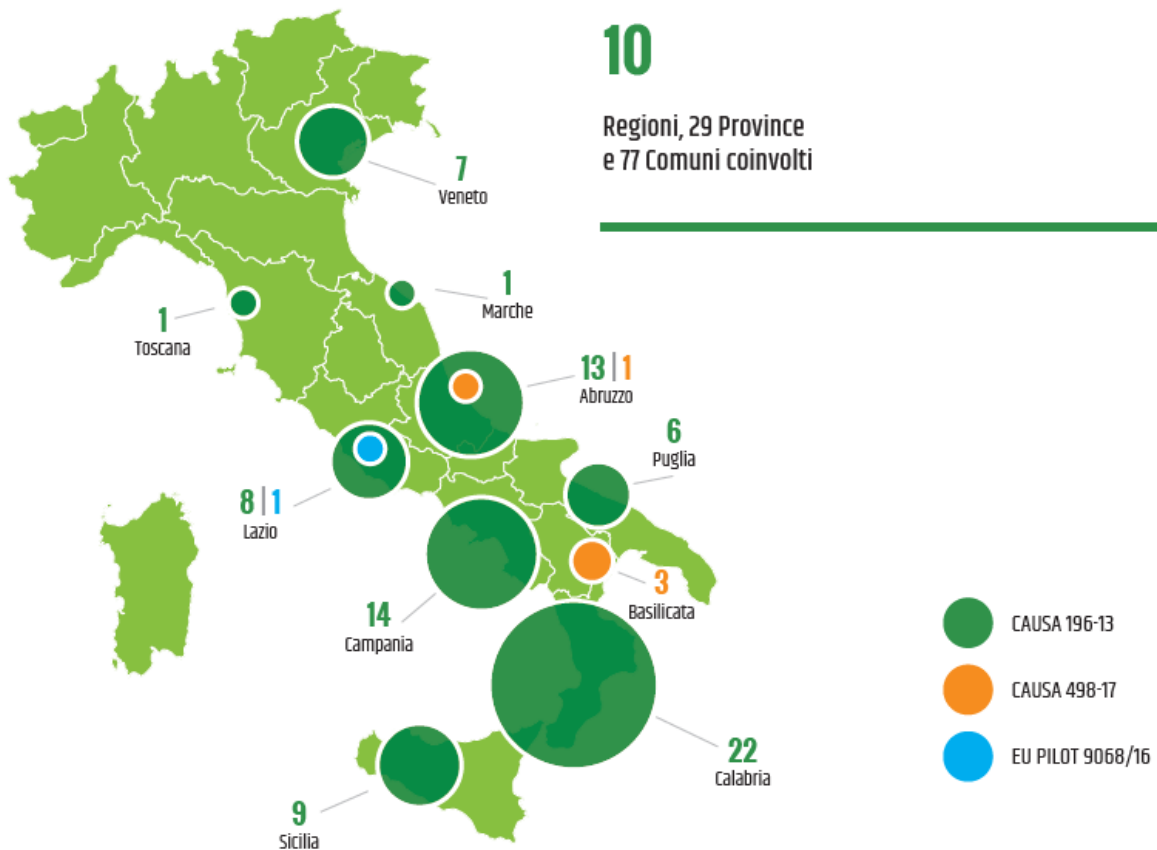 10
Regioni, 29 Province
e 77 Comuni coinvolti
7
Veneto
1
Marche
1
Toscana
13 | 1
Abruzzo
6
Puglia
8 | 1
Lazio
3
Basilicata
14
Campania
22
Calabria
9
Sicilia
CAUSA 196-13
CAUSA 498-17
EU PILOT 9068/16